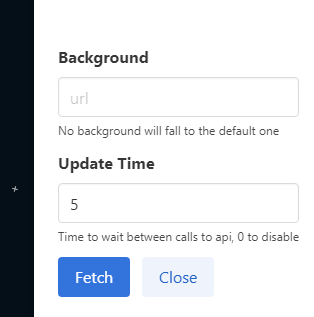 Background
url
No background will fall to the default one
Update Time
5
Time to wait between calls to api, 0 to disable
Fetch Close